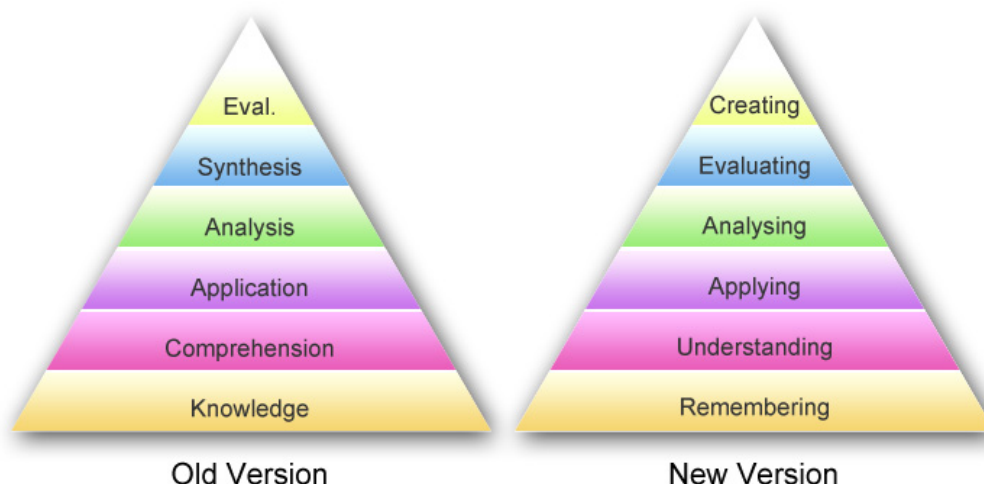 Eval.
Synthesis
Analysis
Application
Comprehension
Knowledge
Old Version
Creating
Evaluating
Analysing
Applying
Understanding
Remembering
New Version